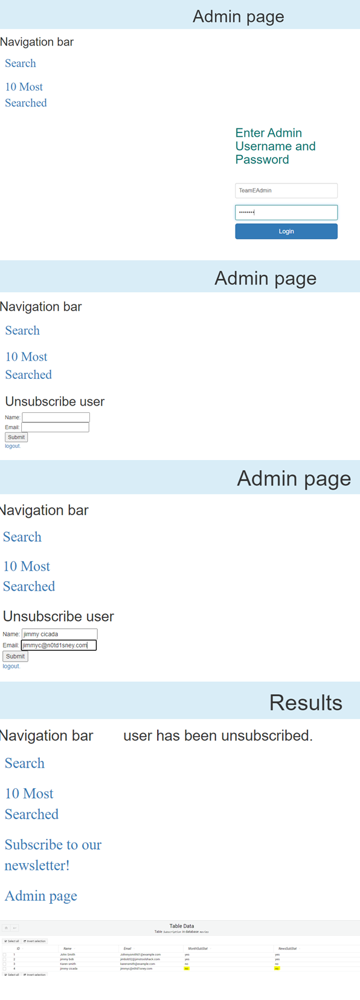 Admin page
Navigation bar
Search
10 Most
Searched
Enter Admin
Username and
Password
TeamEAdmin
••••••••
Login
Admin page
Navigation bar
Search
10 Most
Searched
Unsubscribe user
Name:
Email:
Submit
logout.
Admin page
Navigation bar
Search
10 Most
Searched
Unsubscribe user
Name: jimmy cicada
Email: jimmyc@n0td1sney.com
Submit
logout.
Results
Navigation bar user has been unsubscribed.
Search
10 Most
Searched
Subscribe to our
newsletter!
Admin page
Table Data
Table Subscription in database movies
Select all Invert selection
ID Name Email MonthSubStat NewsSubStat
1 John Smith Johnnysmith01@example.com yes yes
2 jimmy bob jimbob52@jimstoolshack.com yes yes
3 Karen smith karensmith@example.com no no
4 jimmy cicada jimmyc@n0td1sney.com no no
Select all Invert selection